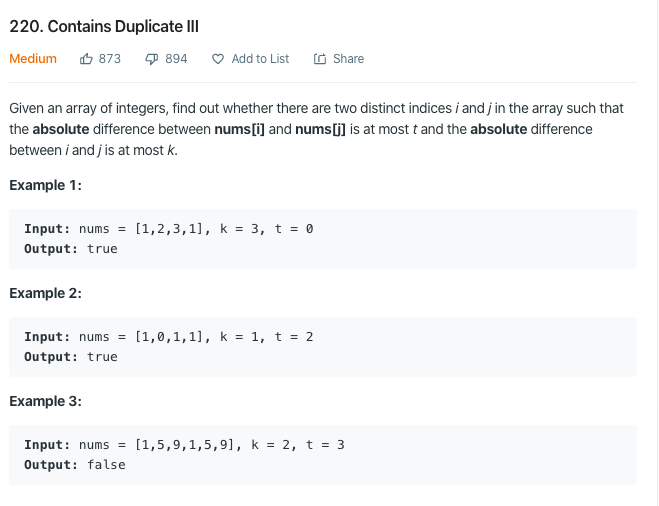 220. Contains Duplicate III
Medium 873 894 Add to List Share
Given an array of integers, find out whether there are two distinct indices i and j in the array such that
the absolute difference between nums[i] and nums[j] is at most t and the absolute difference
between i and j is at most k.
Example 1:
Input: nums = [1,2,3,1], k = 3, t = 0
Output: true
Example 2:
Input: nums = [1,0,1,1], k = 1, t = 2
Output: true
Example 3:
Input: nums = [1,5,9,1,5,9], k = 2, t = 3
Output: false